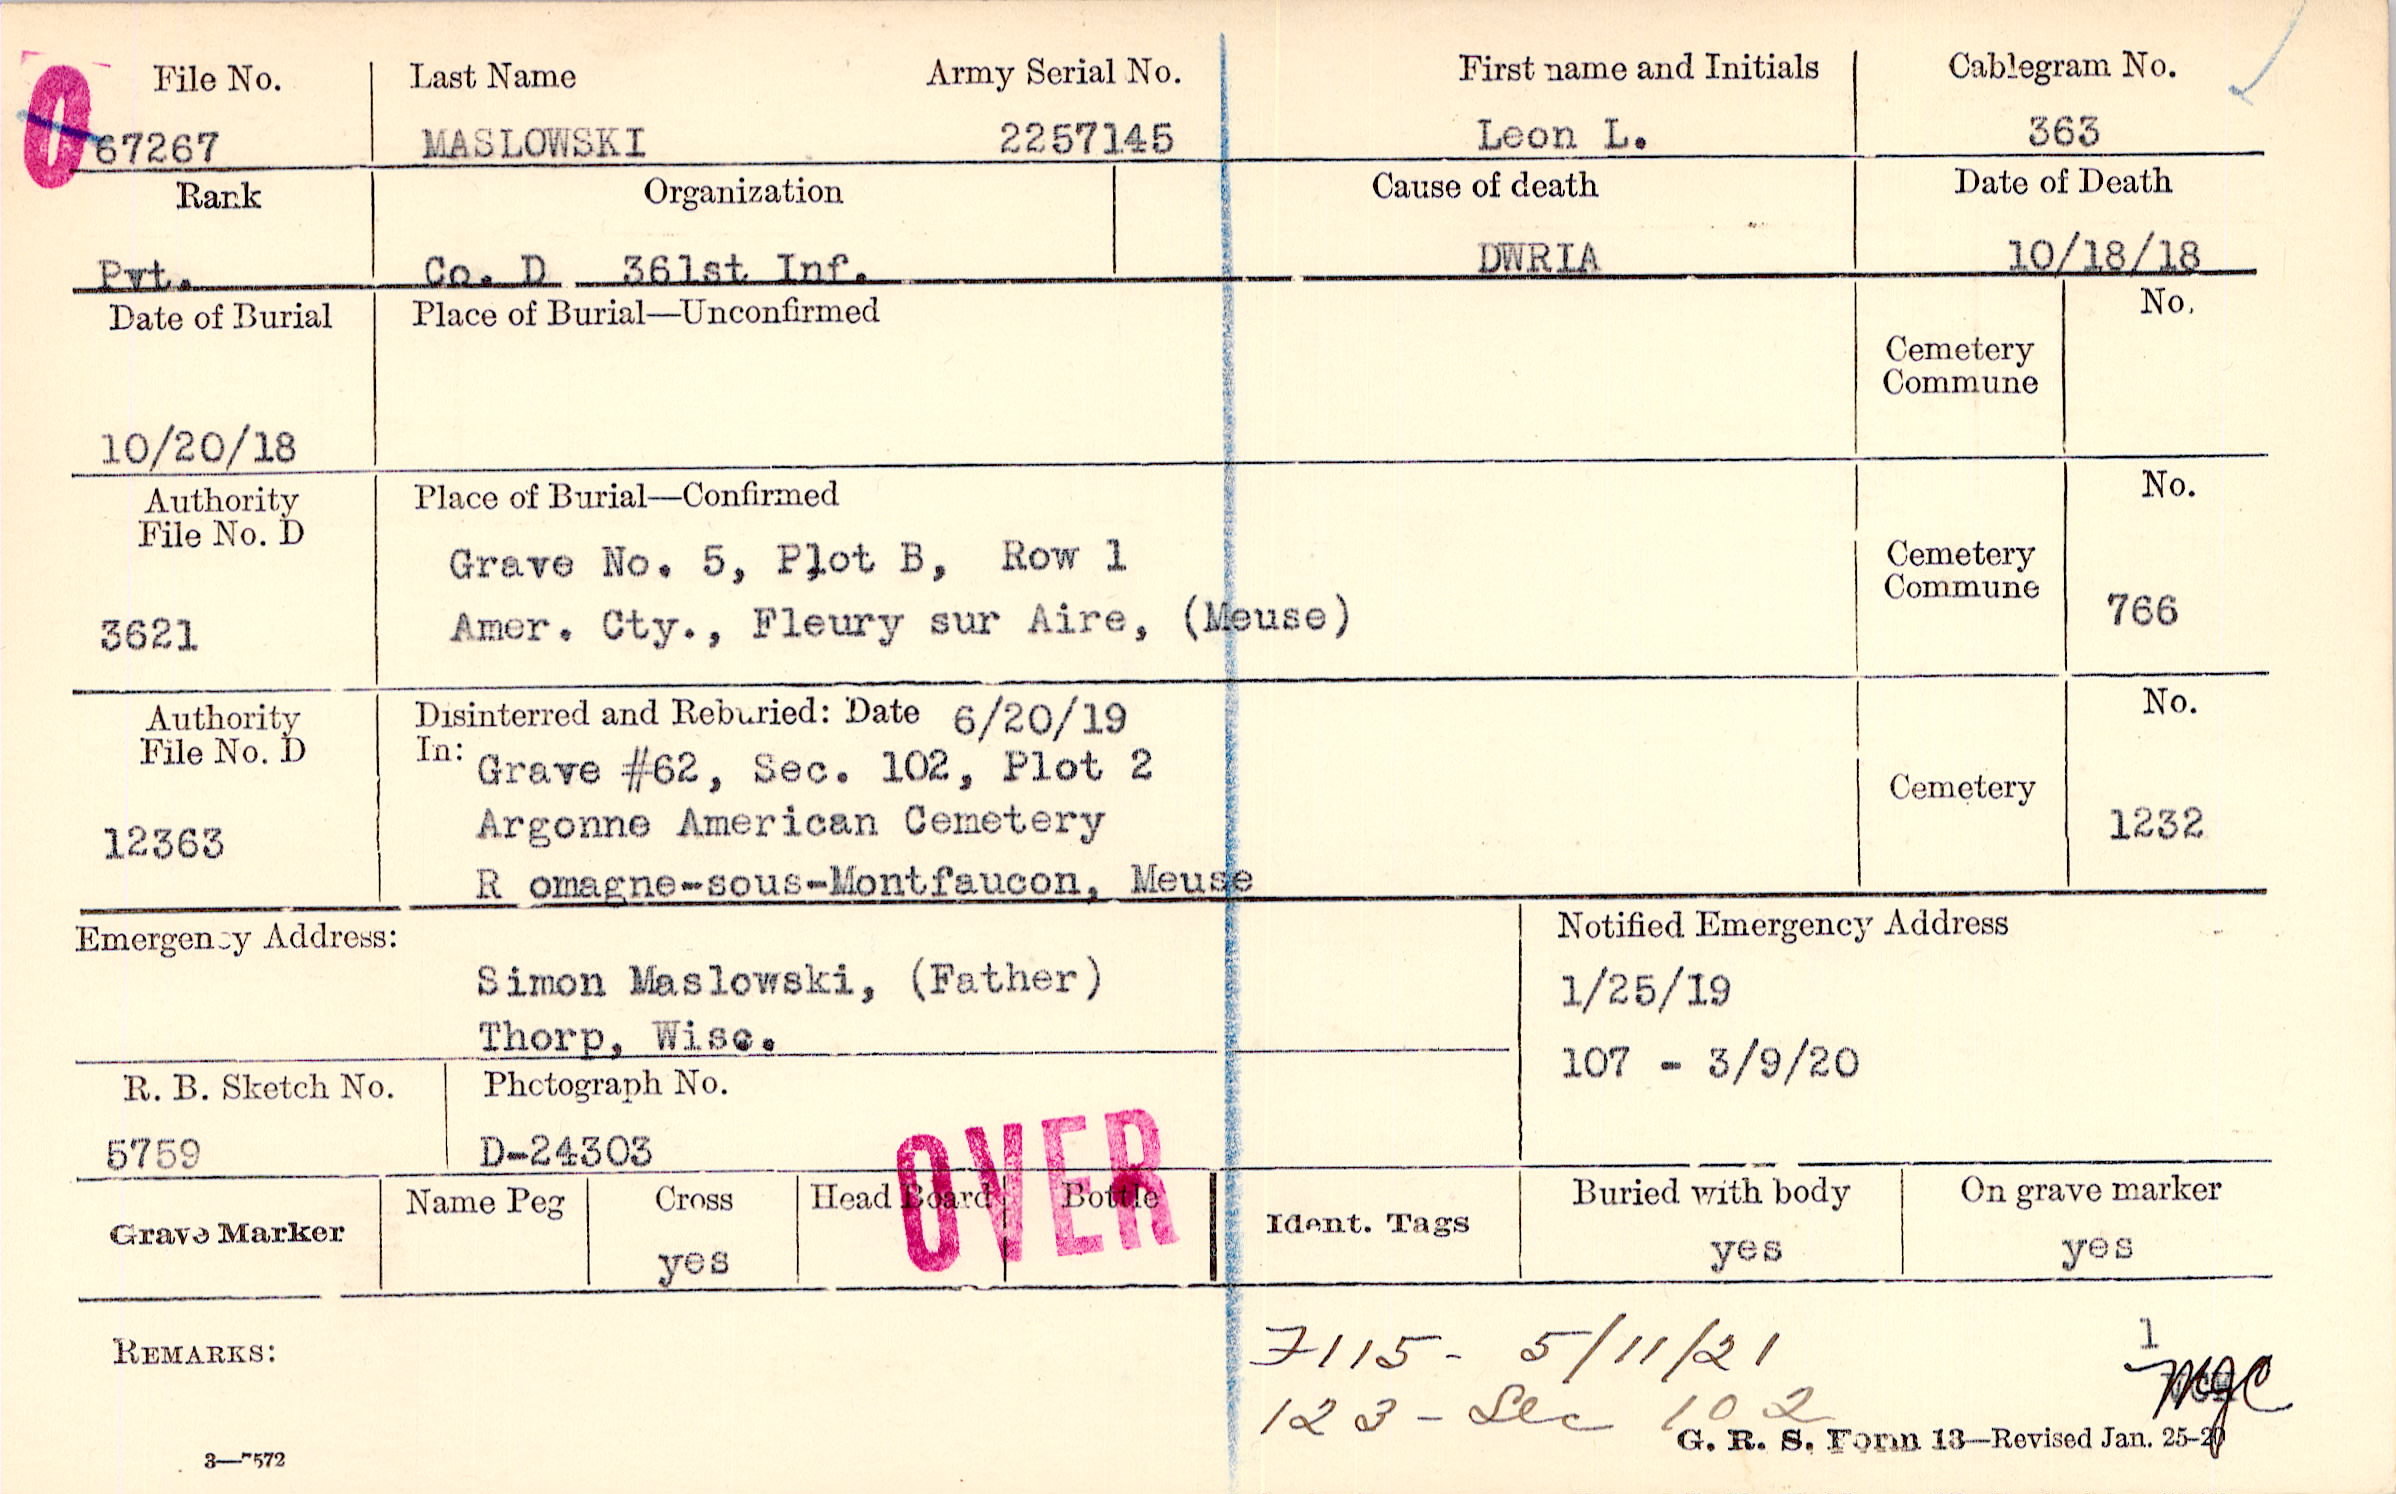 O
File No.
67267
Last Name
MASLOWSKI
Army Serial No.
2257145
First name and Initials
Leon L.
Cablegram No.
363
Rank
Pvt.
Organization
Co. D 361st Inf.
Cause of death
DWRIA
Date of Death
10/18/18
Date of Burial
10/20/18
Place of Burial—Unconfirmed
Cemetery
Commune
No.
Authority
File No. D
3621
Place of Burial—Confirmed
Grave No. 5, Plot B, Row 1
Amer. Cty., Fleury sur Aire, (Meuse)
Cemetery
Commune
No.
766
Authority
File No. D
12363
Disinterred and Reburied: Date 6/20/19
In: Grave #62, Sec. 102, Plot 2
Argonne American Cemetery
R omagne-sous-Montfaucon, Meuse
Cemetery
No.
1232
Emergency Address:
Simon Maslowski, (Father)
Thorp, Wisc.
Notified Emergency Address
1/25/19
107 - 3/9/20
R. B. Sketch No.
5759
Photograph No.
D-24303
OVER
Grave Marker
Name Peg
Cross
yes
Head Board
Bottle
Ident. Tags
Buried with body
yes
On grave marker
yes
REMARKS:
7115- 5/11/21
123 - Sec 102
1
G. R. S. Form 13—Revised Jan. 25-20
3—7572